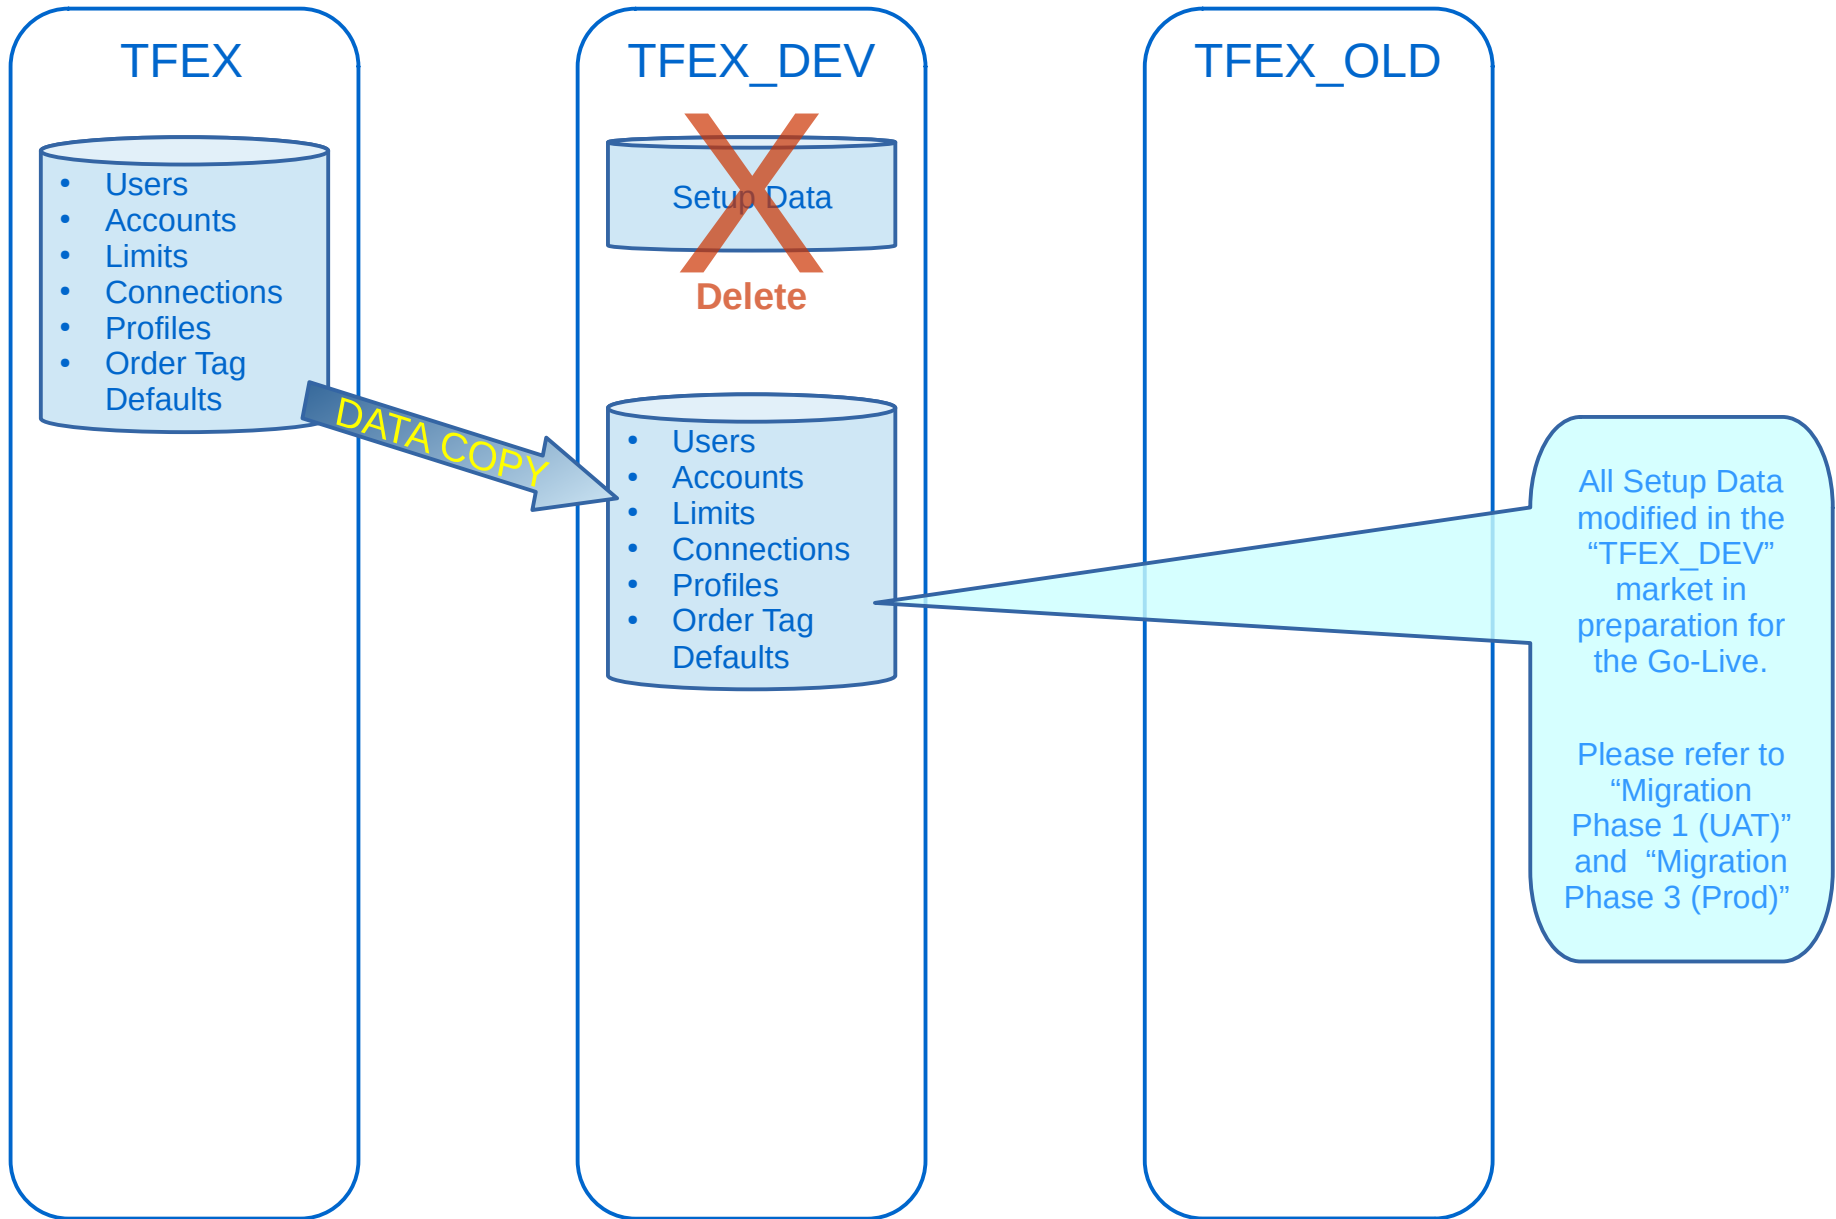 TFEX
• Users
• Accounts
• Limits
• Connections
• Profiles
• Order Tag
Defaults
DATA COPY
TFEX_DEV
Setup Data
X
Delete
• Users
• Accounts
• Limits
• Connections
• Profiles
• Order Tag
Defaults
TFEX_OLD
All Setup Data
modified in the
“TFEX_DEV”
market in
preparation for
the Go-Live.
Please refer to
“Migration
Phase 1 (UAT)”
and “Migration
Phase 3 (Prod)”